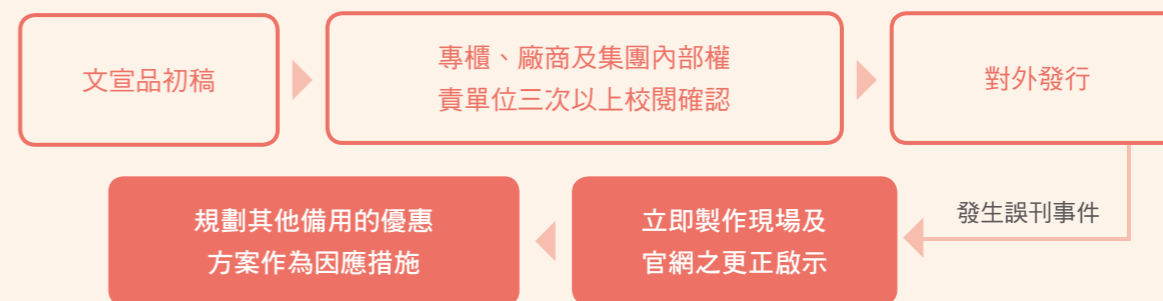 文宣品初稿
專櫃、廠商及集團內部權
責單位三次以上校閱確認
對外發行
發生誤刊事件
立即製作現場及
官網之更正啟示
規劃其他備用的優惠
方案作為因應措施